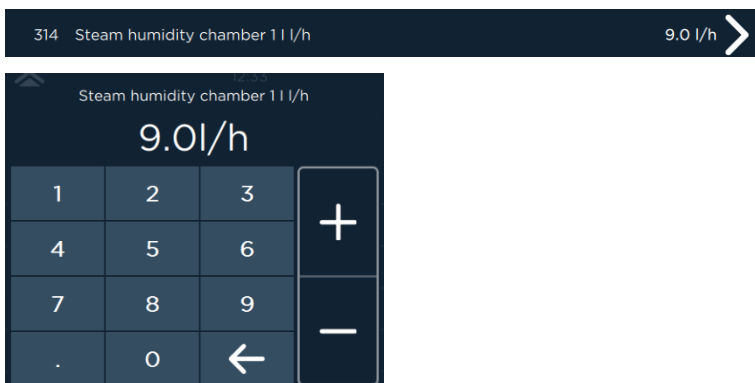 314 Steam humidity chamber 1 l l/h 9.0 l/h
12:33
Steam humidity chamber 1 l l/h
9.0l/h
1 2 3 +
4 5 6
7 8 9 −
. 0 ←